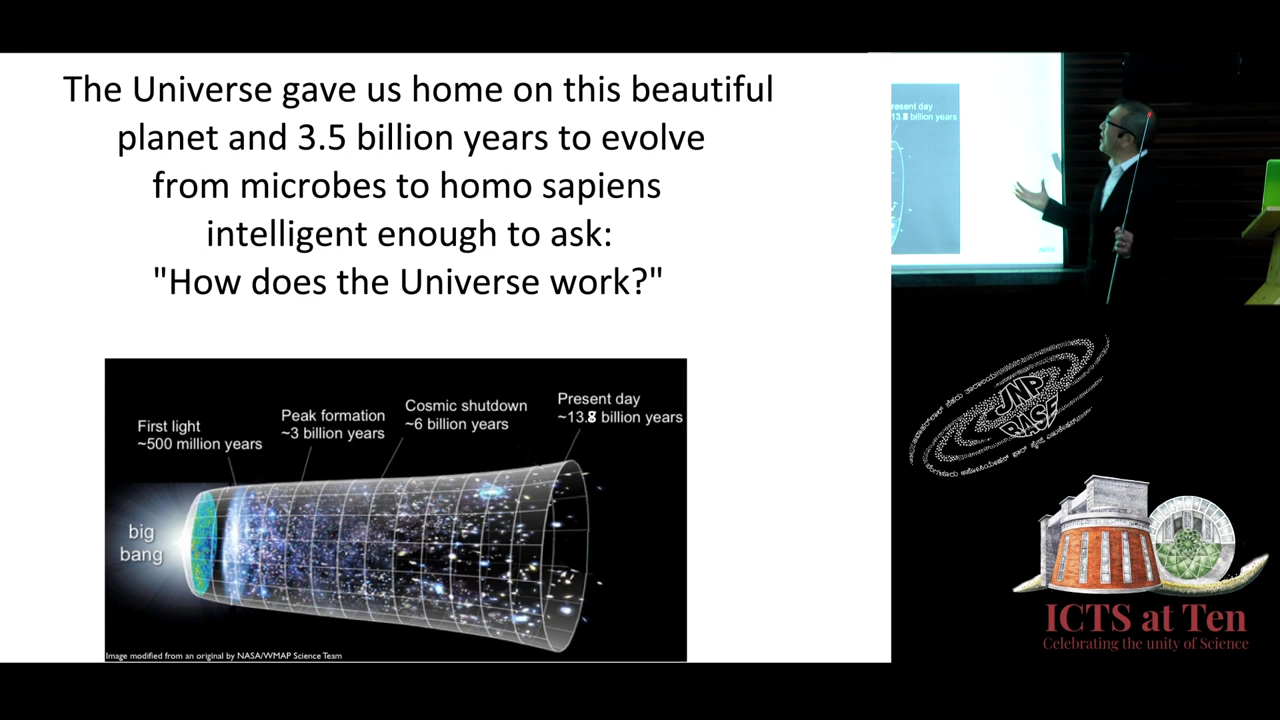 The Universe gave us home on this beautiful
planet and 3.5 billion years to evolve
from microbes to homo sapiens
intelligent enough to ask:
"How does the Universe work?"
First light
~500 million years
Peak formation
~3 billion years
Cosmic shutdown
~6 billion years
Present day
~13.8 billion years
big
bang
Image modified from an original by NASA/WMAP Science Team
resent day
13.8 billion years
JNP
BASE
ICTS at Ten
Celebrating the unity of Science